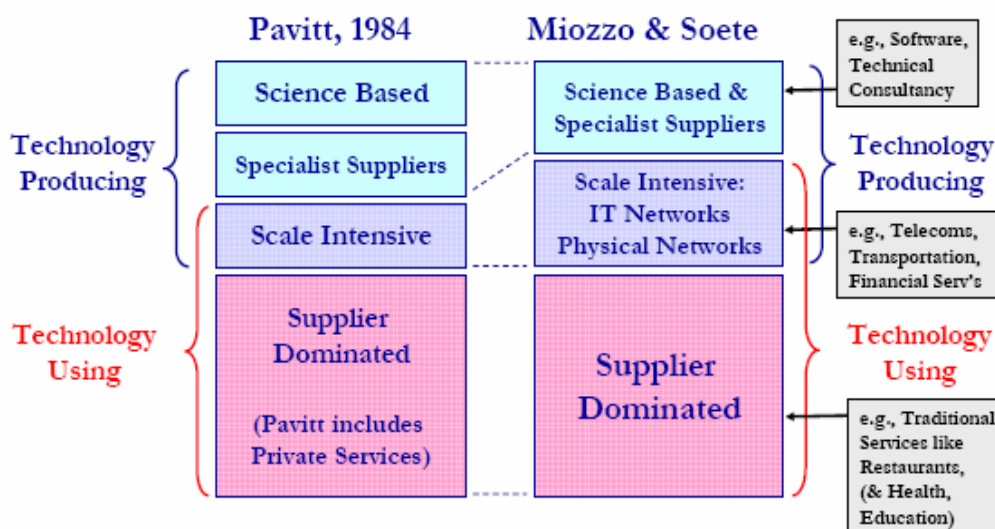 Pavitt, 1984
Miozzo & Soete
Technology
Producing
Technology
Using
Science Based
Specialist Suppliers
Scale Intensive
Supplier
Dominated
(Pavitt includes
Private Services)
Science Based &
Specialist Suppliers
Scale Intensive:
IT Networks
Physical Networks
Supplier
Dominated
Technology
Producing
Technology
Using
e.g., Software,
Technical
Consultancy
e.g., Telecoms,
Transportation,
Financial Serv's
e.g., Traditional
Services like
Restaurants,
(& Health,
Education)